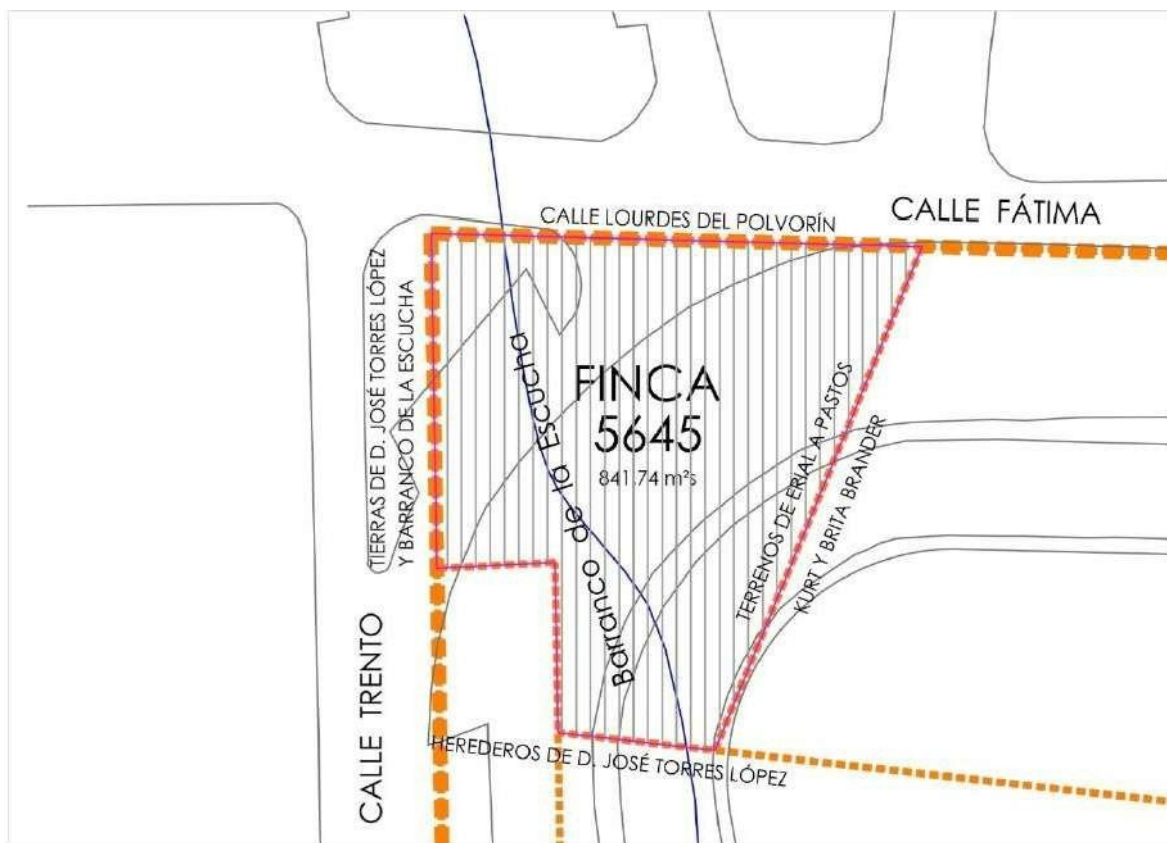 CALLE LOURDES DEL POLVORÍN
CALLE FÁTIMA
TIERRAS DE D. JOSÉ TORRES LÓPEZ
Y BARRANCO DE LA ESCUCHA
FINCA
5645
841.74 m²s
Barranco de la Escucha
TERRENOS DE ERIAL A PASTOS
KURT Y BRITA BRANDER
CALLE TRENTO
HEREDEROS DE D. JOSÉ TORRES LÓPEZ